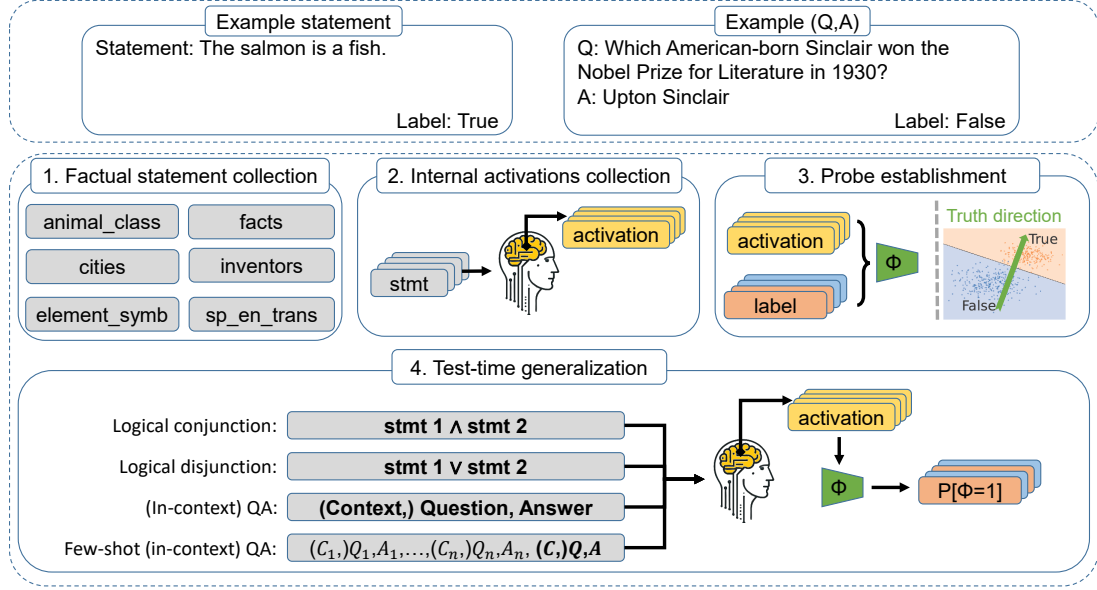 Example statement
Statement: The salmon is a fish.
Label: True
Example (Q,A)
Q: Which American-born Sinclair won the
Nobel Prize for Literature in 1930?
A: Upton Sinclair
Label: False
1. Factual statement collection
animal_class
facts
cities
inventors
element_symb
sp_en_trans
2. Internal activations collection
stmt
activation
3. Probe establishment
activation
label
Φ
Truth direction
True
False
4. Test-time generalization
Logical conjunction:
stmt 1 ∧ stmt 2
Logical disjunction:
stmt 1 ∨ stmt 2
(In-context) QA:
(Context,) Question, Answer
Few-shot (in-context) QA:
(C₁,)Q₁,A₁,…,(Cₙ,)Qₙ,Aₙ, (C,)Q,A
activation
Φ
P[Φ=1]